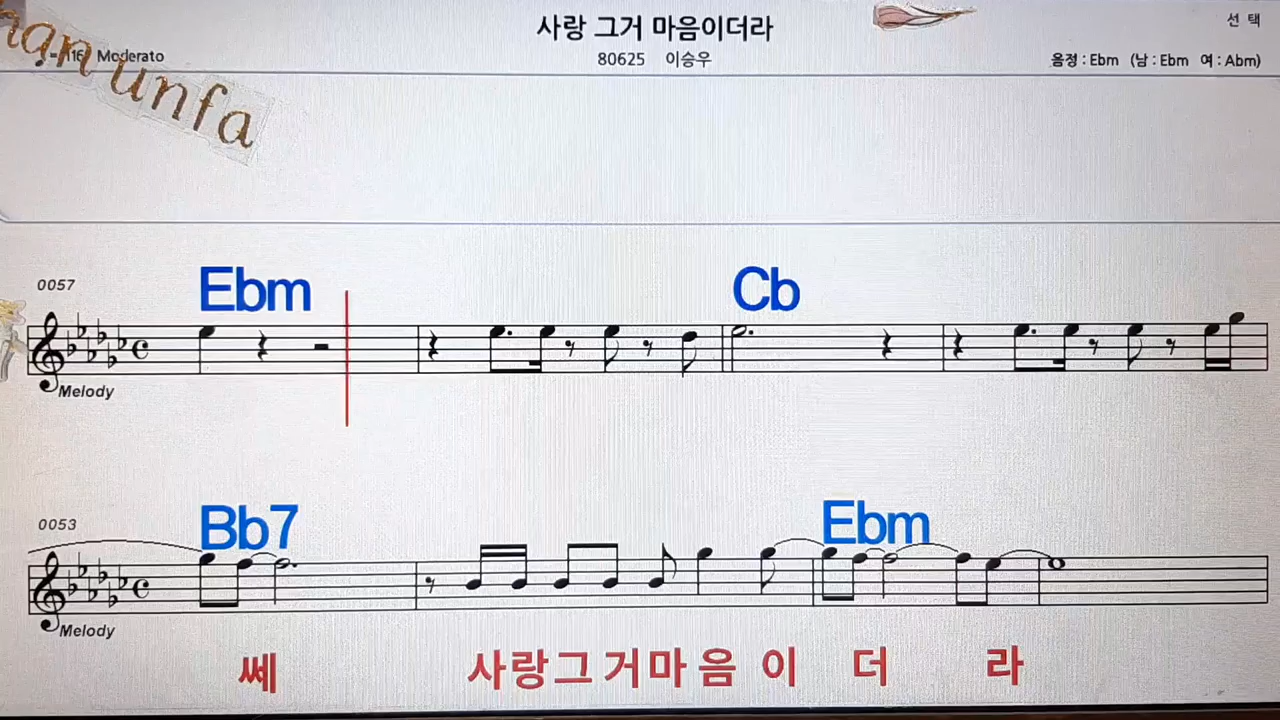 사랑 그거 마음이더라
선 택
Moderato
80625 이승우
음정 : Ebm (남 : Ebm 여 : Abm)
unfa
0057
Ebm
Cb
Melody
0053
Bb7
Ebm
Melody
쎄 사랑그거마음 이 더 라